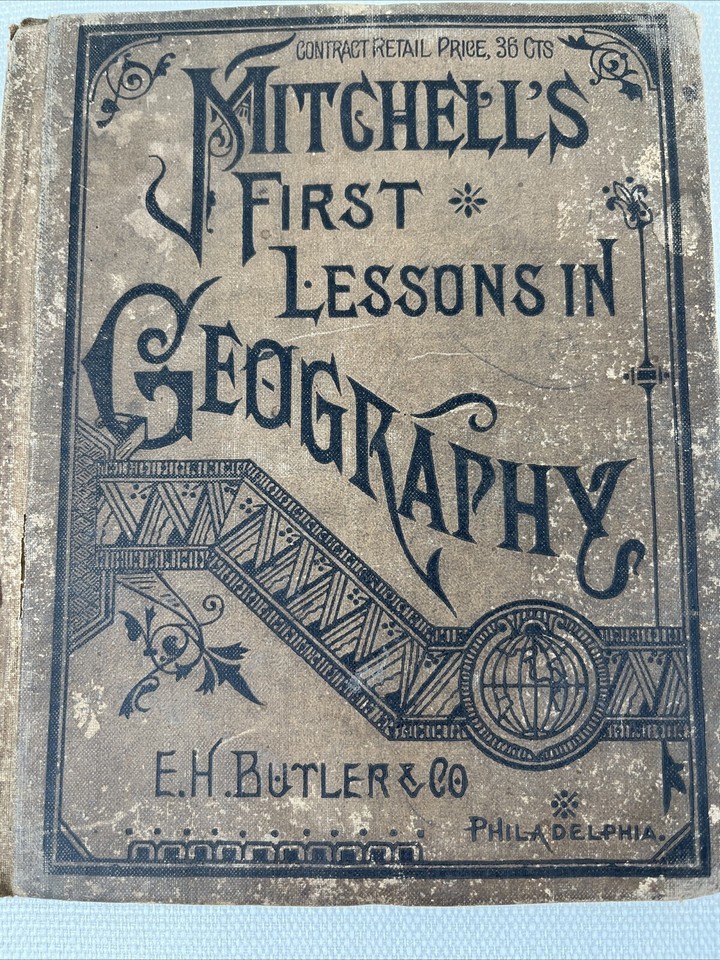 CONTRACT RETAIL PRICE, 36 CTS
MITCHELL'S
FIRST
LESSONS IN
GEOGRAPHY
E.H. BUTLER & CO
PHILADELPHIA.